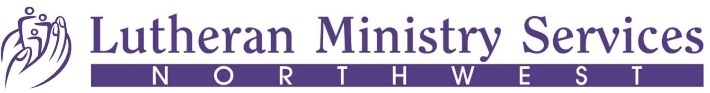 Lutheran Ministry Services
NORTHWEST